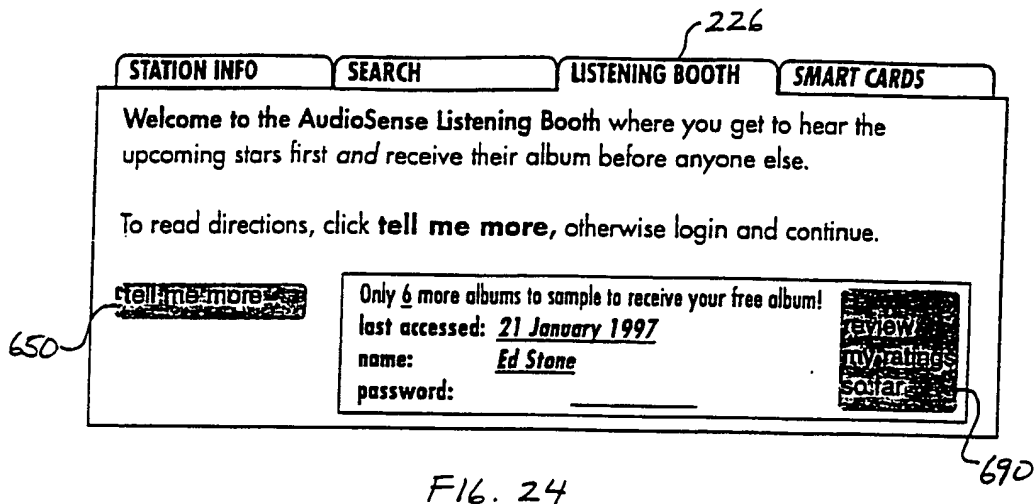 226
STATION INFO SEARCH LISTENING BOOTH SMART CARDS
Welcome to the AudioSense Listening Booth where you get to hear the
upcoming stars first and receive their album before anyone else.
To read directions, click tell me more, otherwise login and continue.
tell me more
650
Only 6 more albums to sample to receive your free album!
last accessed: 21 January 1997
name: Ed Stone
password:
review
my ratings
so far
690
FIG. 24